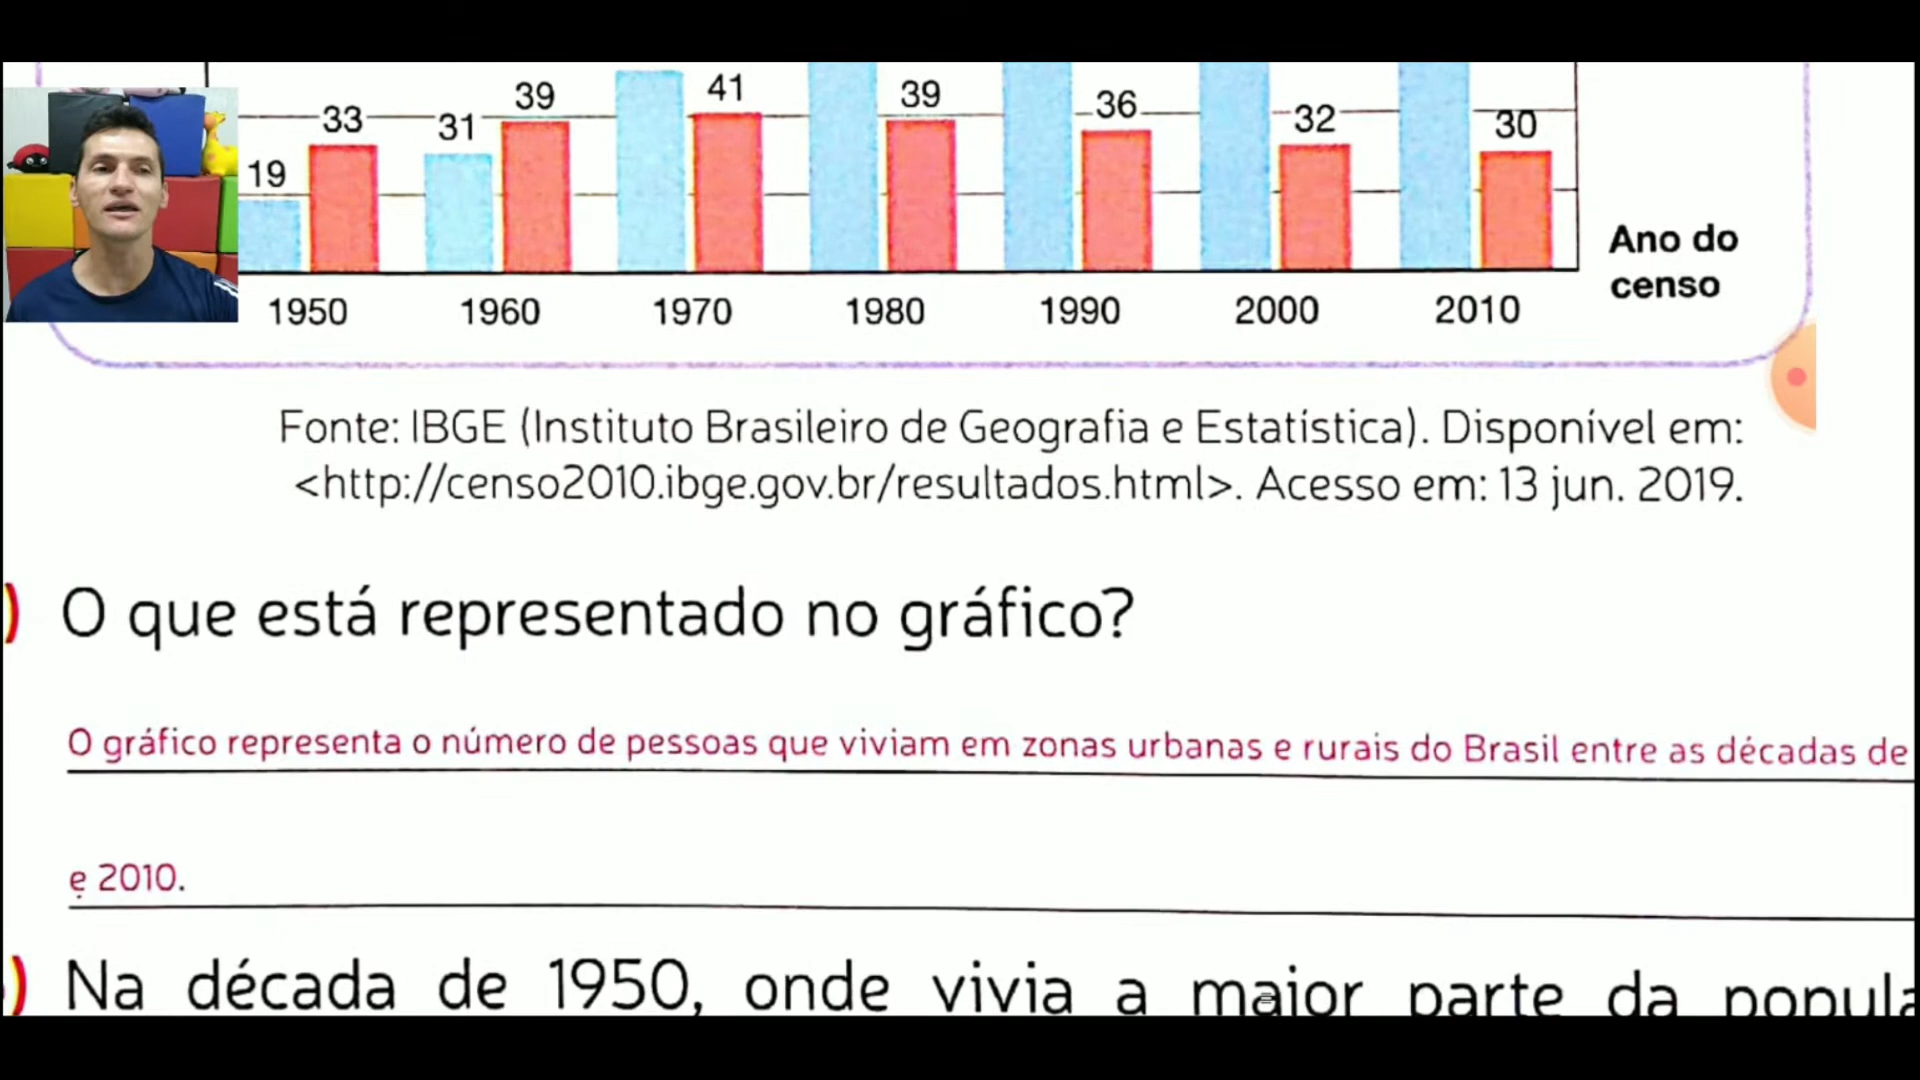 33 31 39 41 39 36 32 30
19
1950 1960 1970 1980 1990 2000 2010
Ano do
censo
Fonte: IBGE (Instituto Brasileiro de Geografia e Estatística). Disponível em:
<http://censo2010.ibge.gov.br/resultados.html>. Acesso em: 13 jun. 2019.
) O que está representado no gráfico?
O gráfico representa o número de pessoas que viviam em zonas urbanas e rurais do Brasil entre as décadas de
e 2010.
) Na década de 1950, onde vivia a maior parte da popula